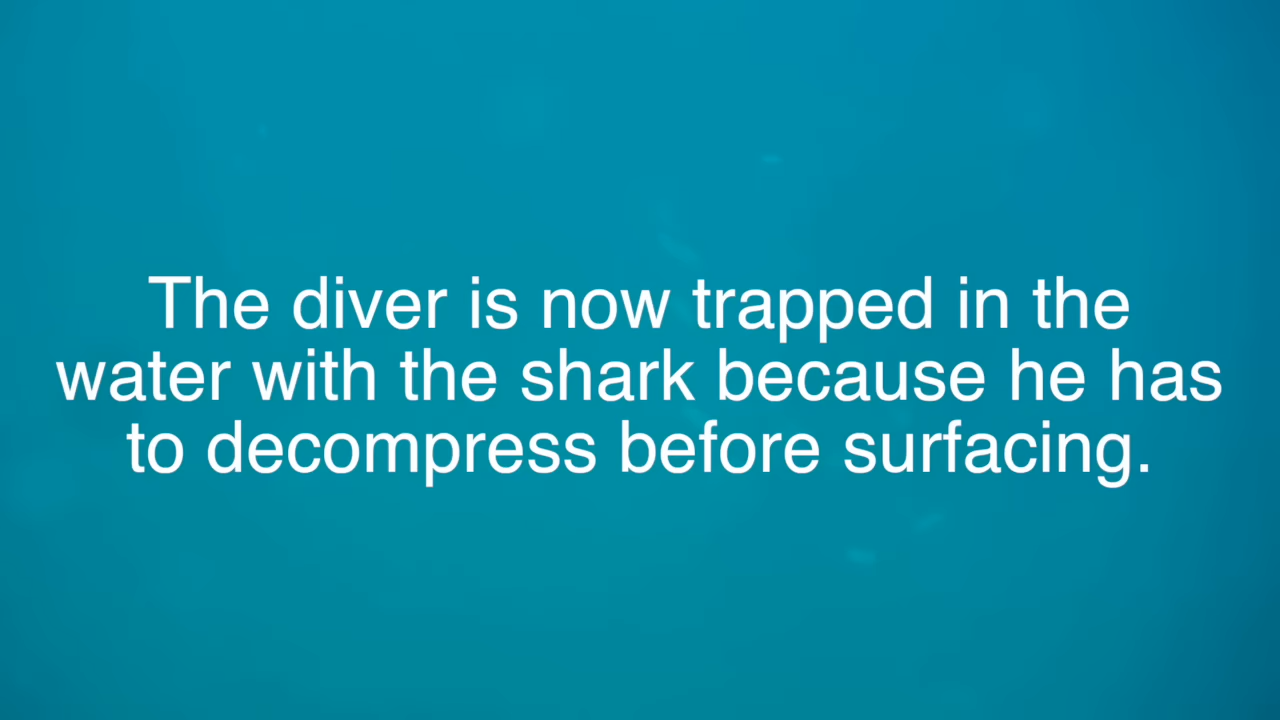 The diver is now trapped in the
water with the shark because he has
to decompress before surfacing.